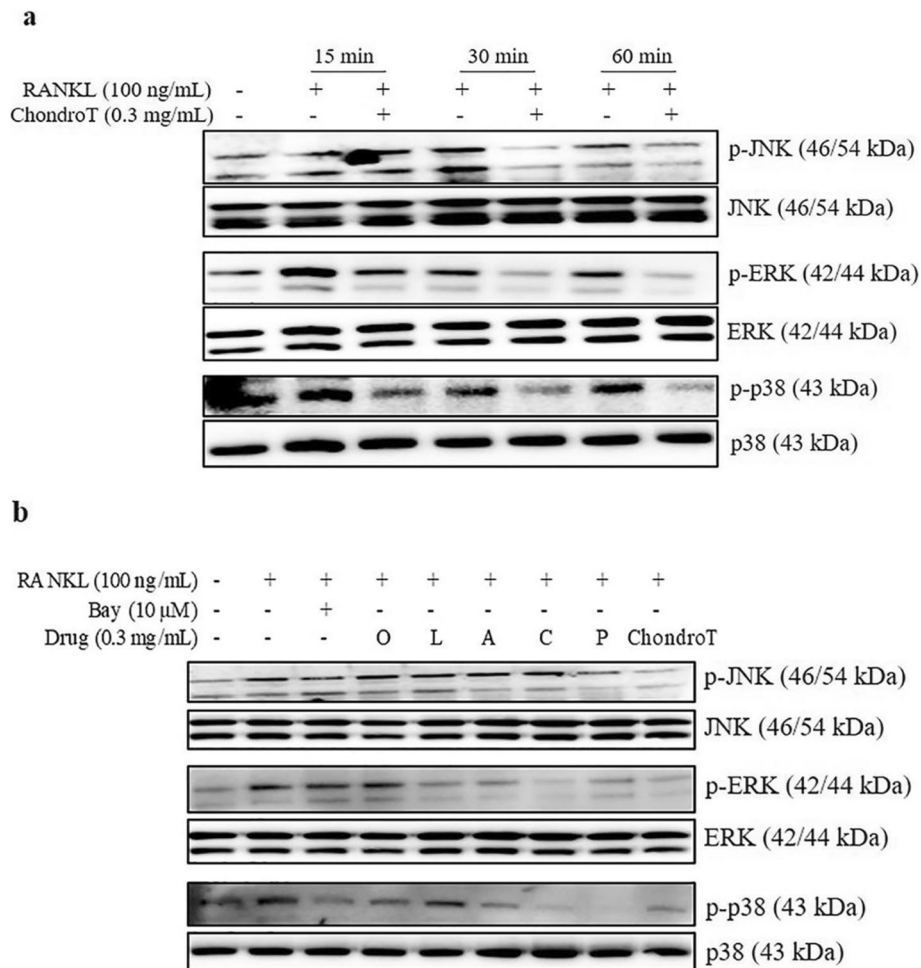 a
15 min 30 min 60 min
RANKL (100 ng/mL) - + + + + + +
ChondroT (0.3 mg/mL) - - + - + - +
p-JNK (46/54 kDa)
JNK (46/54 kDa)
p-ERK (42/44 kDa)
ERK (42/44 kDa)
p-p38 (43 kDa)
p38 (43 kDa)
b
RANKL (100 ng/mL) - + + + + + + + +
Bay (10 μM) - - + - - - - - -
Drug (0.3 mg/mL) - - - O L A C P ChondroT
p-JNK (46/54 kDa)
JNK (46/54 kDa)
p-ERK (42/44 kDa)
ERK (42/44 kDa)
p-p38 (43 kDa)
p38 (43 kDa)